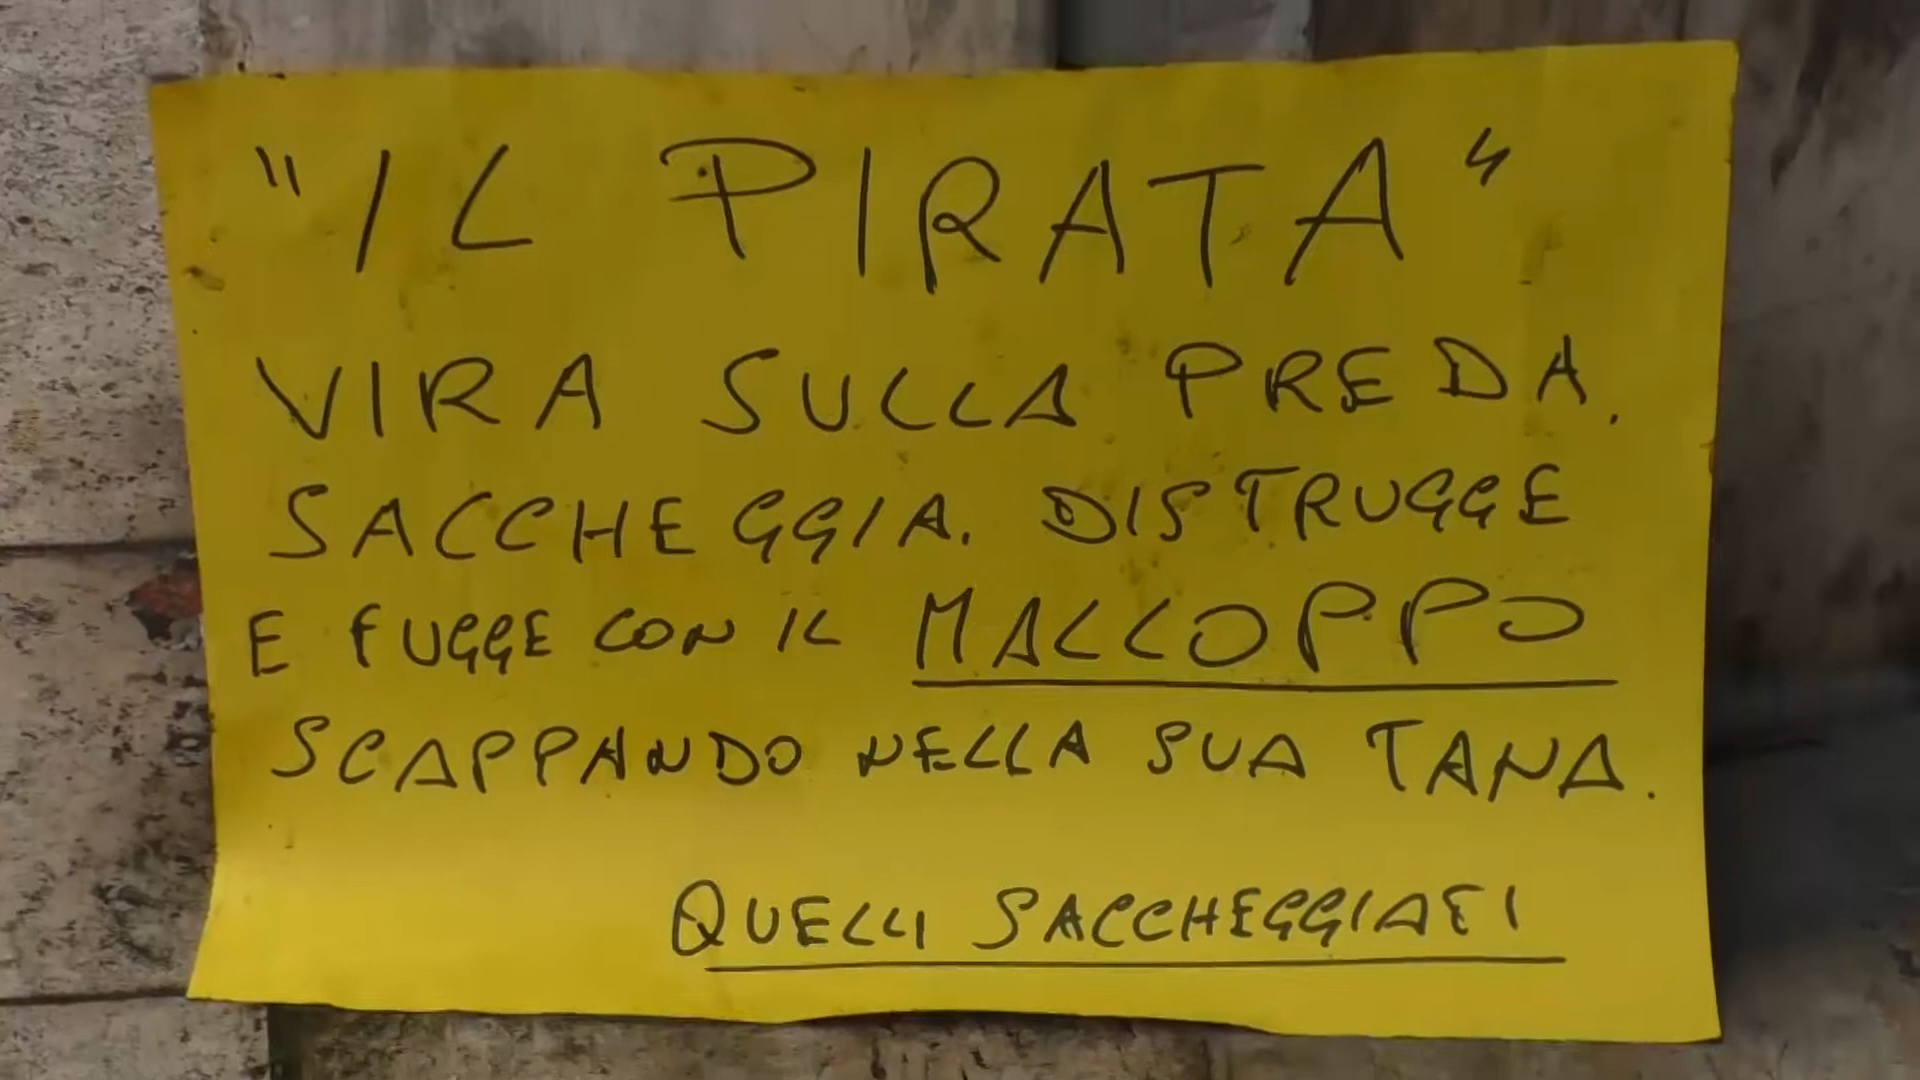 "IL PIRATA"
VIRA SULLA PREDA.
SACCHEGGIA. DISTRUGGE
E FUGGE CON IL MALLOPPO
SCAPPANDO NELLA SUA TANA.
QUELLI SACCHEGGIATI